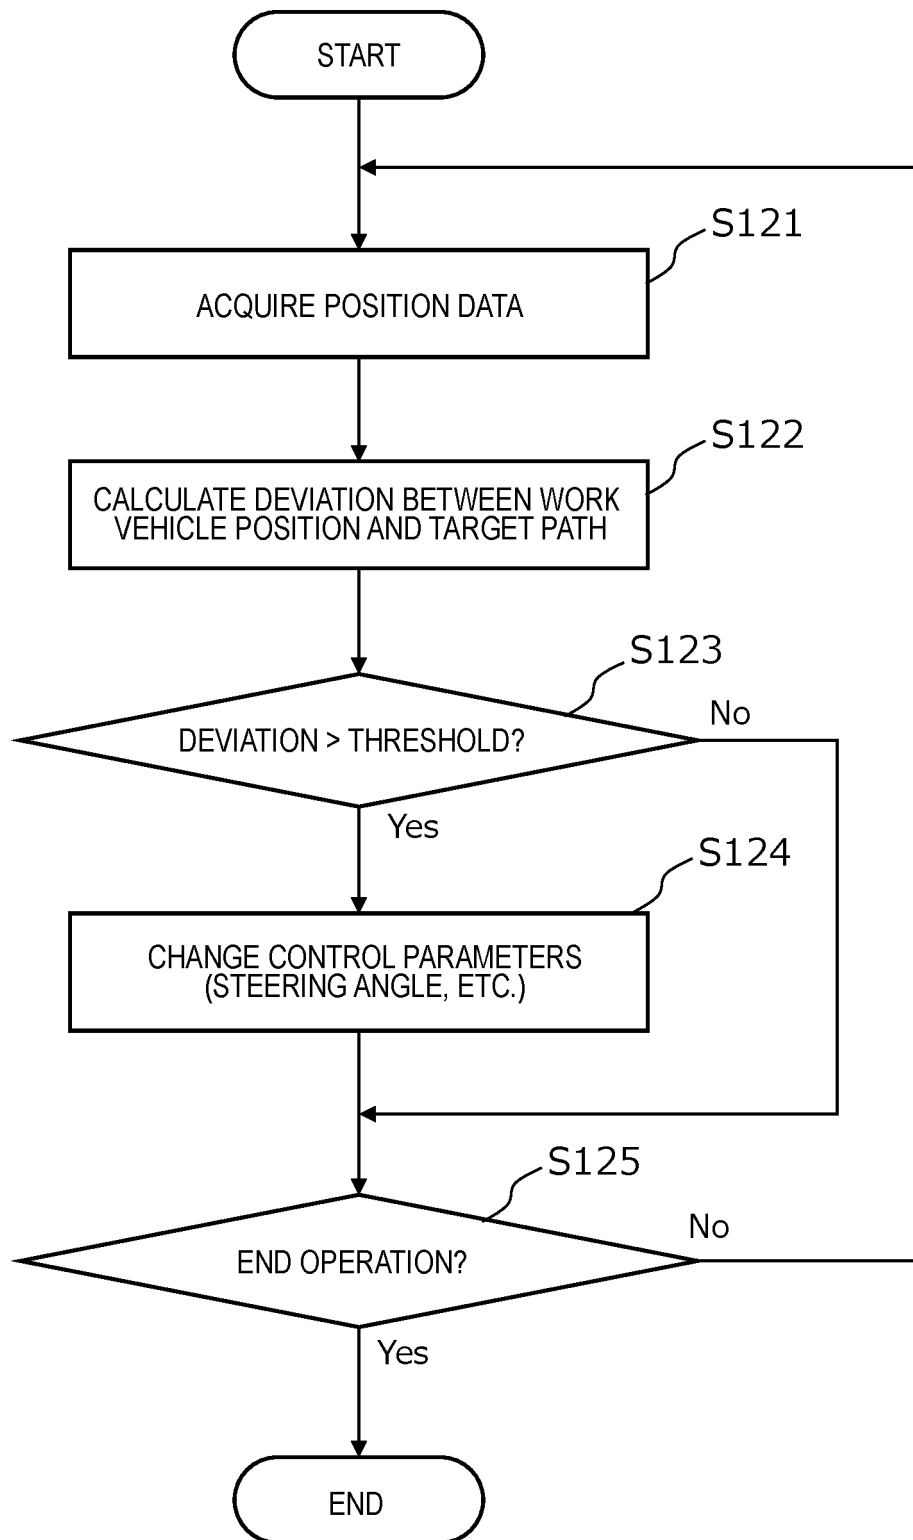 START
S121
ACQUIRE POSITION DATA
S122
CALCULATE DEVIATION BETWEEN WORK
VEHICLE POSITION AND TARGET PATH
S123
DEVIATION > THRESHOLD?
No
Yes
S124
CHANGE CONTROL PARAMETERS
(STEERING ANGLE, ETC.)
S125
END OPERATION?
No
Yes
END